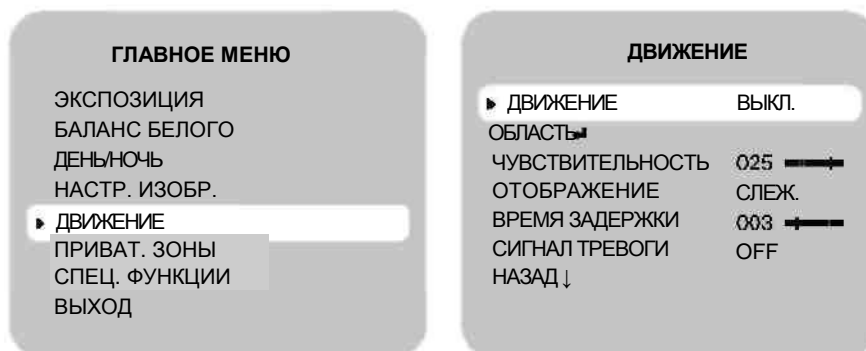 ГЛАВНОЕ МЕНЮ
ЭКСПОЗИЦИЯ
БАЛАНС БЕЛОГО
ДЕНЬ/НОЧЬ
НАСТР. ИЗОБР.
ДВИЖЕНИЕ
ПРИВАТ. ЗОНЫ
СПЕЦ. ФУНКЦИИ
ВЫХОД
ДВИЖЕНИЕ
ДВИЖЕНИЕ ВЫКЛ.
ОБЛАСТЬ↵
ЧУВСТВИТЕЛЬНОСТЬ 025
ОТОБРАЖЕНИЕ СЛЕЖ.
ВРЕМЯ ЗАДЕРЖКИ 003
СИГНАЛ ТРЕВОГИ OFF
НАЗАД ↓